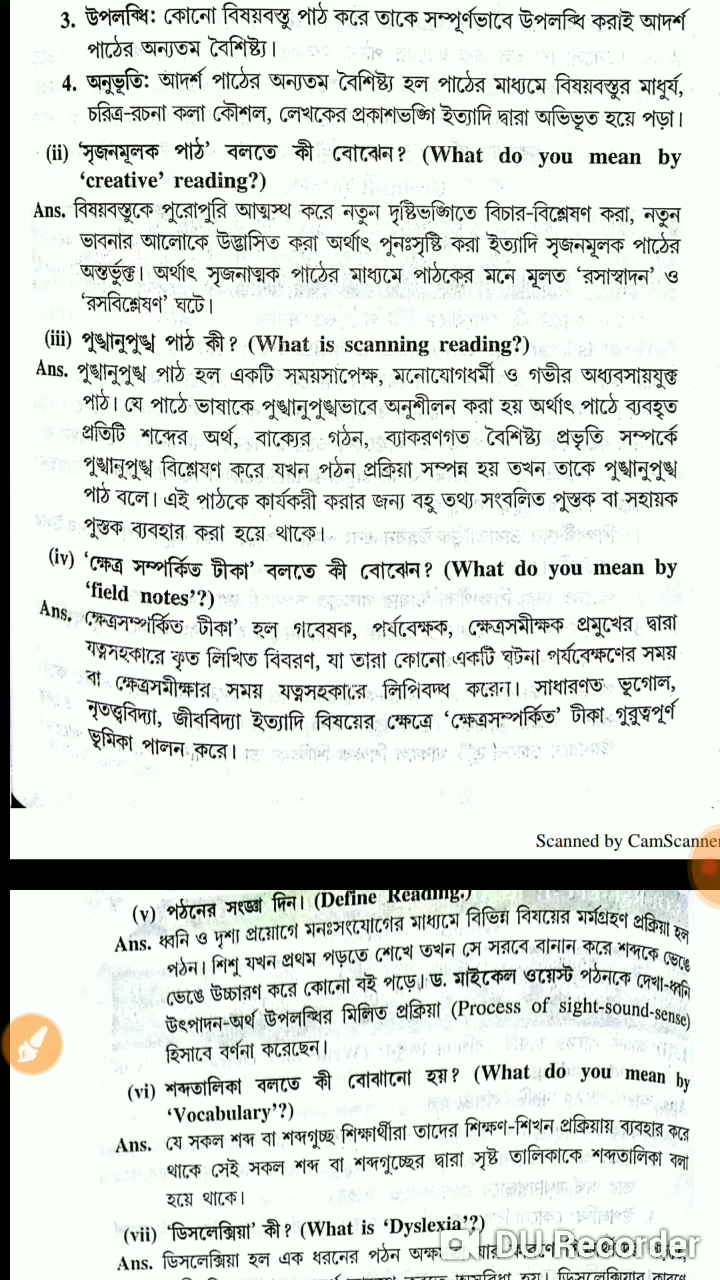 3. উপলব্ধি: কোনো বিষয়বস্তু পাঠ করে তাকে সম্পূর্ণভাবে উপলব্ধি করাই আদর্শ
পাঠের অন্যতম বৈশিষ্ট্য।
4. অনুভূতি: আদর্শ পাঠের অন্যতম বৈশিষ্ট্য হল পাঠের মাধ্যমে বিষয়বস্তুর মাধুর্য,
চরিত্র-রচনা কলা কৌশল, লেখকের প্রকাশভঙ্গি ইত্যাদি দ্বারা অভিভূত হয়ে পড়া।
(ii) ‘সৃজনমূলক পাঠ’ বলতে কী বোঝেন? (What do you mean by
‘creative’ reading?)
Ans. বিষয়বস্তুকে পুরোপুরি আত্মস্থ করে নতুন দৃষ্টিভঙ্গিতে বিচার-বিশ্লেষণ করা, নতুন
ভাবনার আলোকে উদ্ভাসিত করা অর্থাৎ পুনঃসৃষ্টি করা ইত্যাদি সৃজনমূলক পাঠের
অন্তর্ভুক্ত। অর্থাৎ সৃজনাত্মক পাঠের মাধ্যমে পাঠকের মনে মূলত ‘রসাস্বাদন’ ও
‘রসবিশ্লেষণ’ ঘটে।
(iii) পুঙ্খানুপুঙ্খ পাঠ কী? (What is scanning reading?)
Ans. পুঙ্খানুপুঙ্খ পাঠ হল একটি সময়সাপেক্ষ, মনোযোগধর্মী ও গভীর অধ্যবসায়যুক্ত
পাঠ। যে পাঠে ভাষাকে পুঙ্খানুপুঙ্খভাবে অনুশীলন করা হয় অর্থাৎ পাঠে ব্যবহৃত
প্রতিটি শব্দের অর্থ, বাক্যের গঠন, ব্যাকরণগত বৈশিষ্ট্য প্রভৃতি সম্পর্কে
পুঙ্খানুপুঙ্খ বিশ্লেষণ করে যখন পঠন প্রক্রিয়া সম্পন্ন হয় তখন তাকে পুঙ্খানুপুঙ্খ
পাঠ বলে। এই পাঠকে কার্যকরী করার জন্য বহু তথ্য সংবলিত পুস্তক বা সহায়ক
পুস্তক ব্যবহার করা হয়ে থাকে।
(iv) ‘ক্ষেত্র সম্পর্কিত টীকা’ বলতে কী বোঝেন? (What do you mean by
‘field notes’?)
Ans. ‘ক্ষেত্রসম্পর্কিত টীকা’ হল গবেষক, পর্যবেক্ষক, ক্ষেত্রসমীক্ষক প্রমুখের দ্বারা
যত্নসহকারে কৃত লিখিত বিবরণ, যা তারা কোনো একটি ঘটনা পর্যবেক্ষণের সময়
বা ক্ষেত্রসমীক্ষার সময় যত্নসহকারে লিপিবদ্ধ করেন। সাধারণত ভূগোল,
নৃতত্ত্ববিদ্যা, জীববিদ্যা ইত্যাদি বিষয়ের ক্ষেত্রে ‘ক্ষেত্রসম্পর্কিত’ টীকা গুরুত্বপূর্ণ
ভূমিকা পালন করে।
Scanned by CamScanner
(v) পঠনের সংজ্ঞা দিন। (Define Reading.)
Ans. ধ্বনি ও দৃশ্য প্রয়োগে মনঃসংযোগের মাধ্যমে বিভিন্ন বিষয়ের মর্মগ্রহণ প্রক্রিয়া হল
পঠন। শিশু যখন প্রথম পড়তে শেখে তখন সে সরবে বানান করে শব্দকে ভেঙে
ভেঙে উচ্চারণ করে কোনো বই পড়ে। ড. মাইকেল ওয়েস্ট পঠনকে দেখা-ধ্বনি
উৎপাদন-অর্থ উপলব্ধির মিলিত প্রক্রিয়া (Process of sight-sound-sense)
হিসাবে বর্ণনা করেছেন।
(vi) শব্দতালিকা বলতে কী বোঝানো হয়? (What do you mean by
‘Vocabulary’?)
Ans. যে সকল শব্দ বা শব্দগুচ্ছ শিক্ষার্থীরা তাদের শিক্ষণ-শিখন প্রক্রিয়ায় ব্যবহার করে
থাকে সেই সকল শব্দ বা শব্দগুচ্ছের দ্বারা সৃষ্ট তালিকাকে শব্দতালিকা বলা
হয়ে থাকে।
(vii) ‘ডিসলেক্সিয়া’ কী? (What is ‘Dyslexia’?)
DU Recorder
Ans. ডিসলেক্সিয়া হল এক ধরনের পঠন